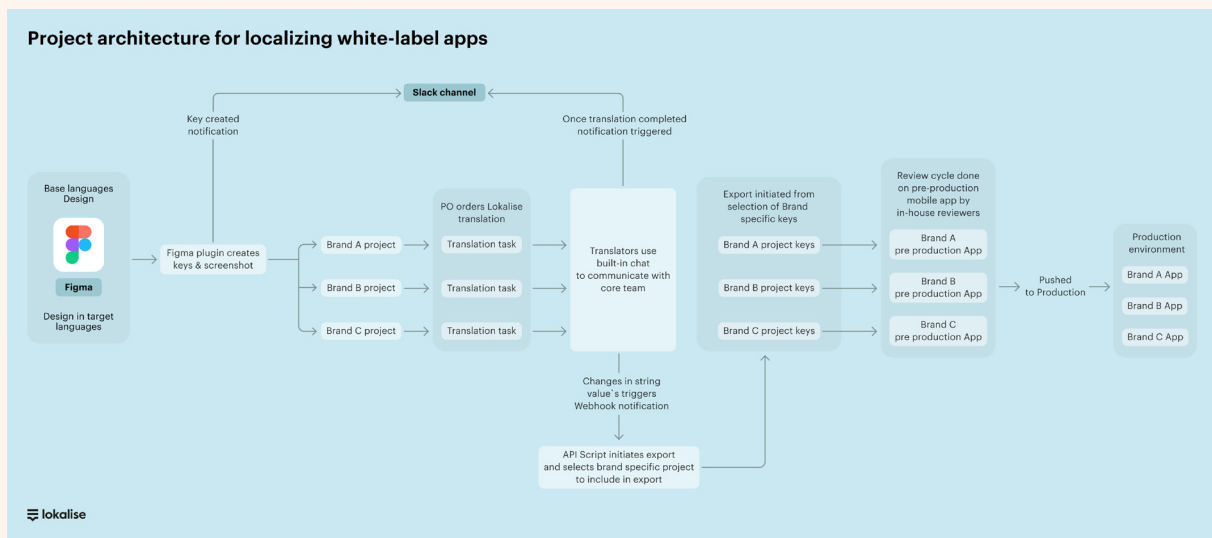 Project architecture for localizing white-label apps
Slack channel
Key created
notification
Once translation completed
notification triggered
Base languages
Design
Figma
Design in target
languages
Figma plugin creates
keys & screenshot
Brand A project
Brand B project
Brand C project
PO orders Lokalise
translation
Translation task
Translation task
Translation task
Translators use
built-in chat
to communicate with
core team
Changes in string
value`s triggers
Webhook notification
API Script initiates export
and selects brand specific project
to include in export
Export initiated from
selection of Brand
specific keys
Brand A project keys
Brand B project keys
Brand C project keys
Review cycle done
on pre-production
mobile app by
in-house reviewers
Brand A
pre production App
Brand B
pre production App
Brand C
pre production App
Pushed
to Production
Production
environment
Brand A App
Brand B App
Brand C App
lokalise